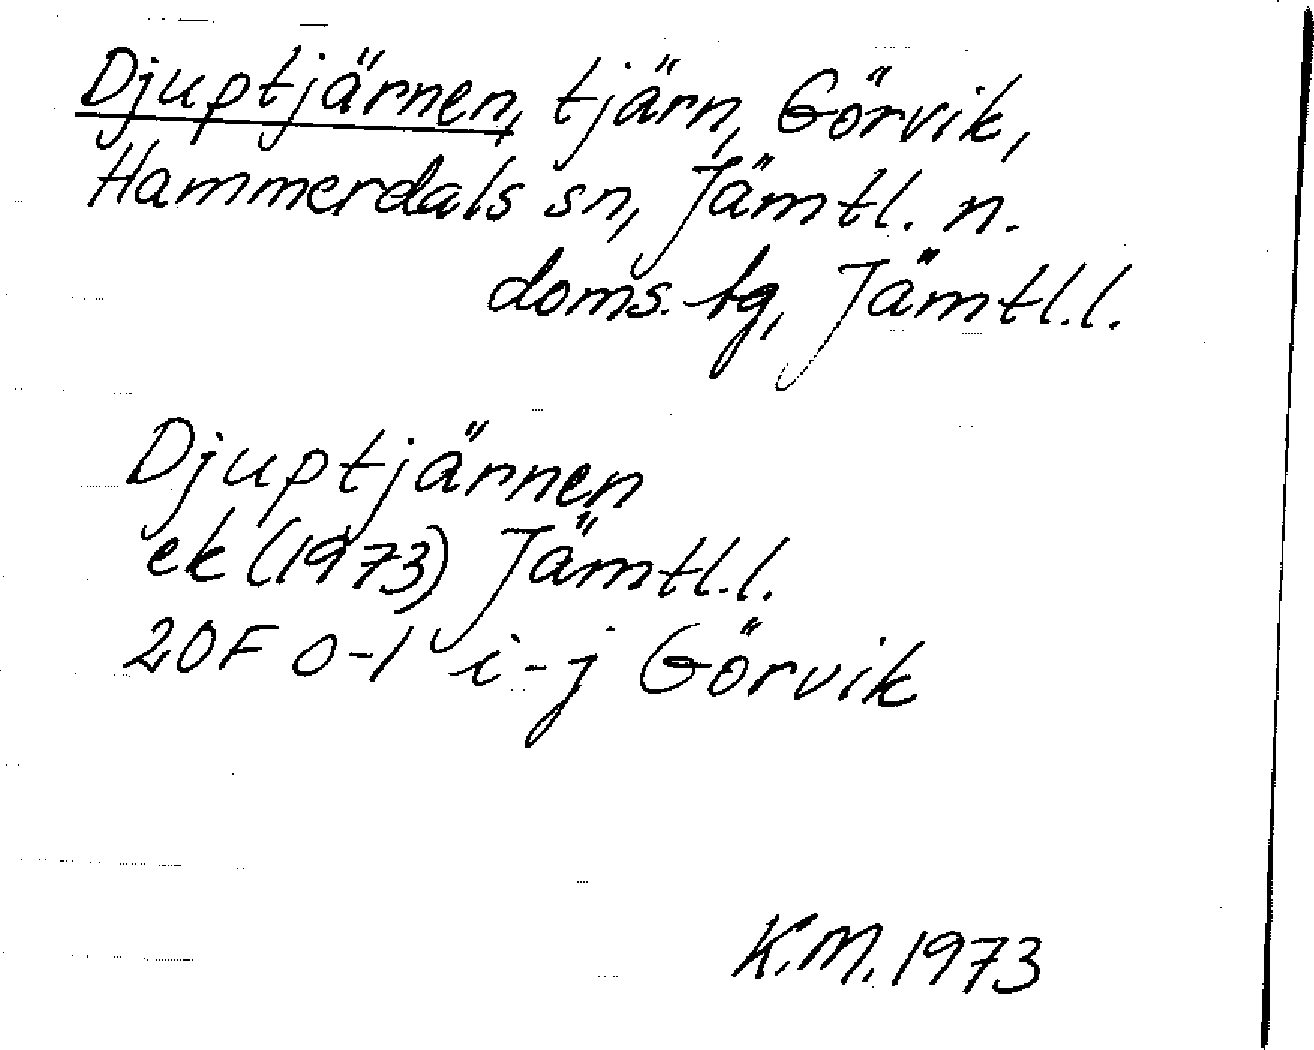 Djuptjärnen, tjärn, Görvik,
Hammerdals sn, Jämtl. n.
doms. tg, Jämtl.l.
Djuptjärnen
ek (1973) Jämtl.l.
20F 0-1 i-j Görvik
K.M. 1973